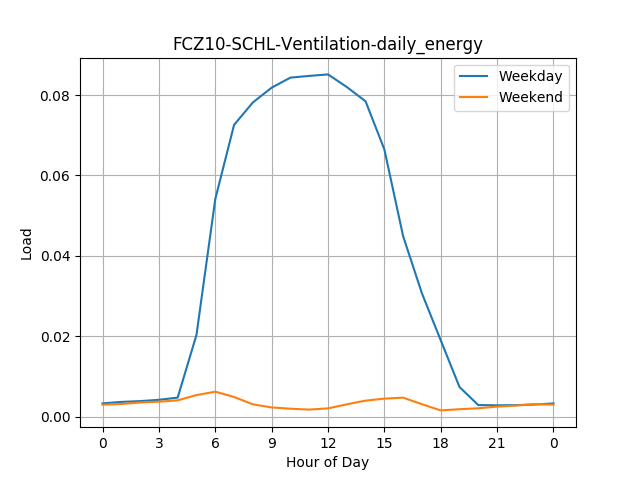 FCZ10-SCHL-Ventilation-daily_energy
Weekday
Weekend
0.08
0.06
0.04
0.02
0.00
Load
0 3 6 9 12 15 18 21 0
Hour of Day